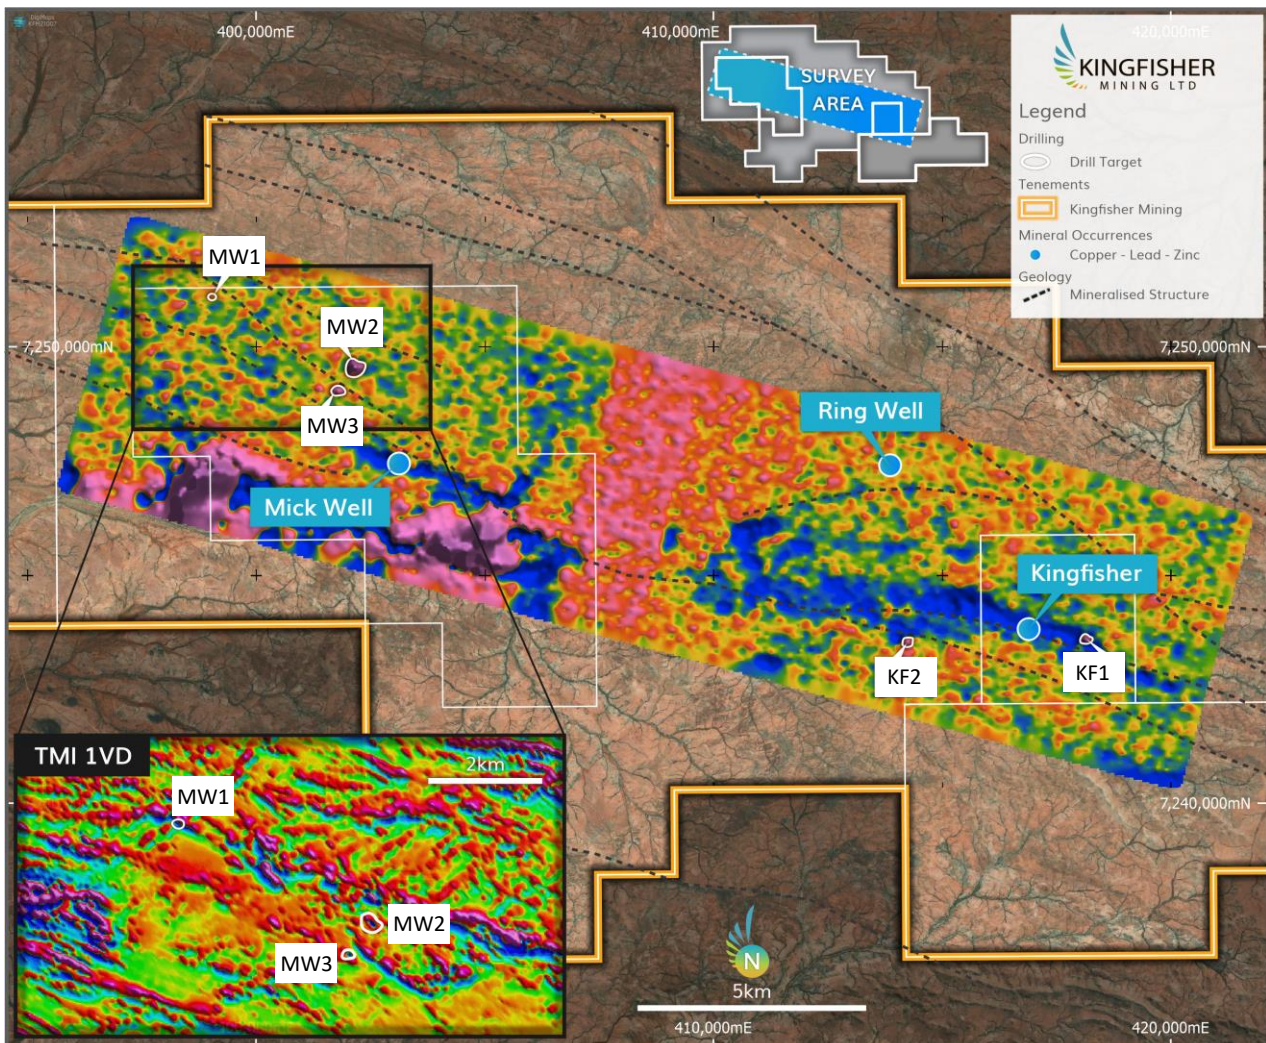 400,000mE
410,000mE
420,000mE
SURVEY
AREA
KINGFISHER
MINING LTD
Legend
Drilling
Drill Target
Tenements
Kingfisher Mining
Mineral Occurrences
Copper - Lead - Zinc
Geology
Mineralised Structure
MW1
MW2
MW3
7,250,000mN
7,250,000mN
Ring Well
Mick Well
Kingfisher
KF2
KF1
TMI 1VD
2km
MW1
MW2
MW3
7,240,000mN
N
5km
410,000mE
420,000mE